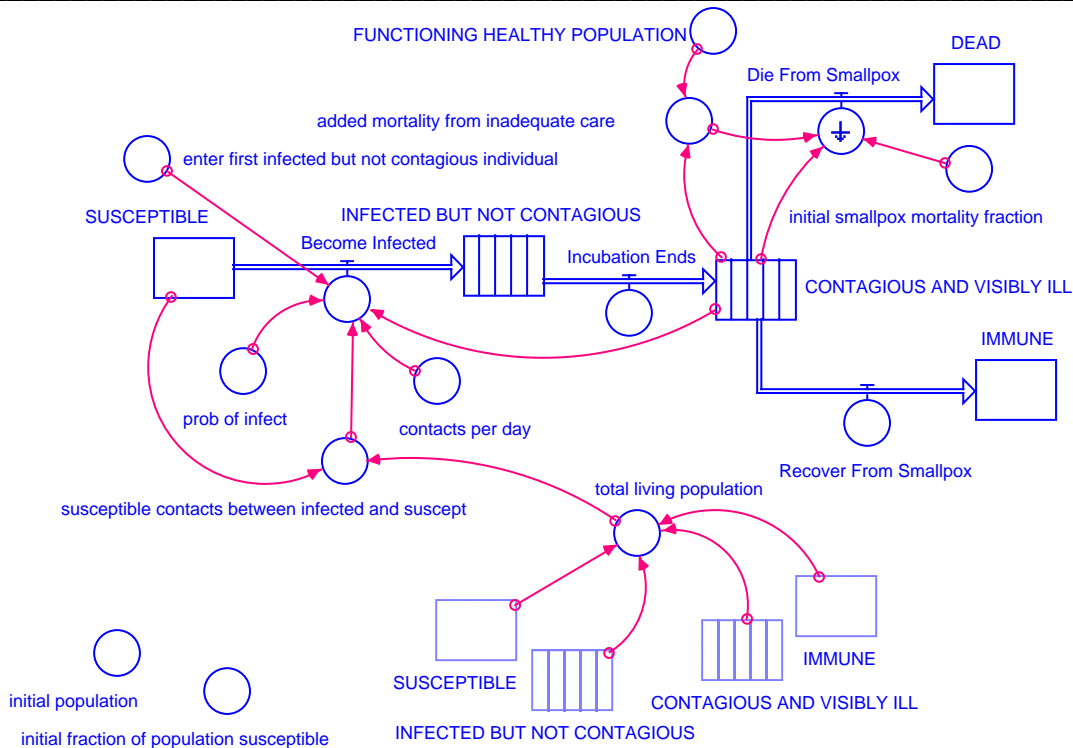 FUNCTIONING HEALTHY POPULATION
DEAD
Die From Smallpox
added mortality from inadequate care
enter first infected but not contagious individual
SUSCEPTIBLE
INFECTED BUT NOT CONTAGIOUS
initial smallpox mortality fraction
Become Infected
Incubation Ends
CONTAGIOUS AND VISIBLY ILL
IMMUNE
prob of infect
contacts per day
Recover From Smallpox
susceptible contacts between infected and suscept
total living population
SUSCEPTIBLE
IMMUNE
initial population
CONTAGIOUS AND VISIBLY ILL
INFECTED BUT NOT CONTAGIOUS
initial fraction of population susceptible